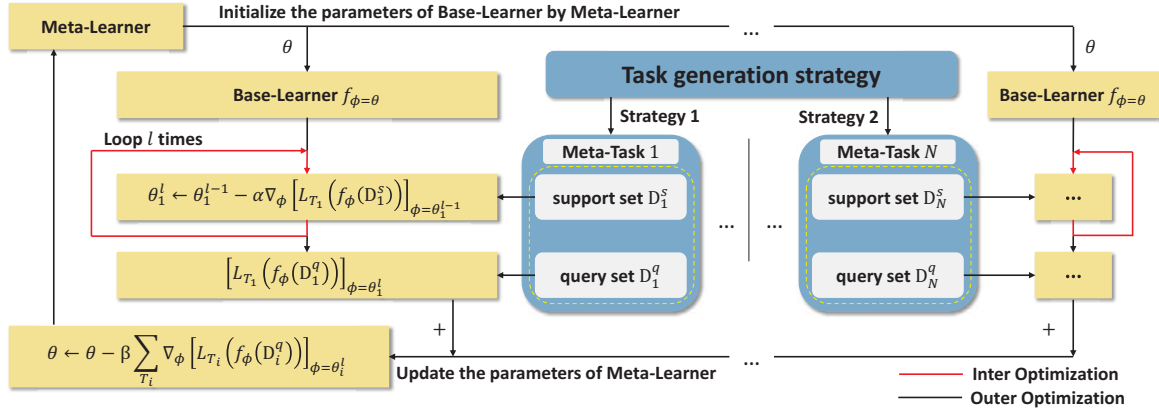 Meta-Learner
Initialize the parameters of Base-Learner by Meta-Learner
...
θ
θ
Task generation strategy
Base-Learner f_{ϕ=θ}
Base-Learner f_{ϕ=θ}
Strategy 1
Strategy 2
Loop l times
Meta-Task 1
Meta-Task N
θ_1^l ← θ_1^{l-1} − α∇_ϕ [L_{T_1}(f_ϕ(D_1^s))]_{ϕ=θ_1^{l-1}}
support set D_1^s
support set D_N^s
...
...
...
[L_{T_1}(f_ϕ(D_1^q))]_{ϕ=θ_1^l}
query set D_1^q
query set D_N^q
...
+
+
θ ← θ − β ∑_{T_i} ∇_ϕ [L_{T_i}(f_ϕ(D_i^q))]_{ϕ=θ_i^l}
...
Update the parameters of Meta-Learner
Inter Optimization
Outer Optimization